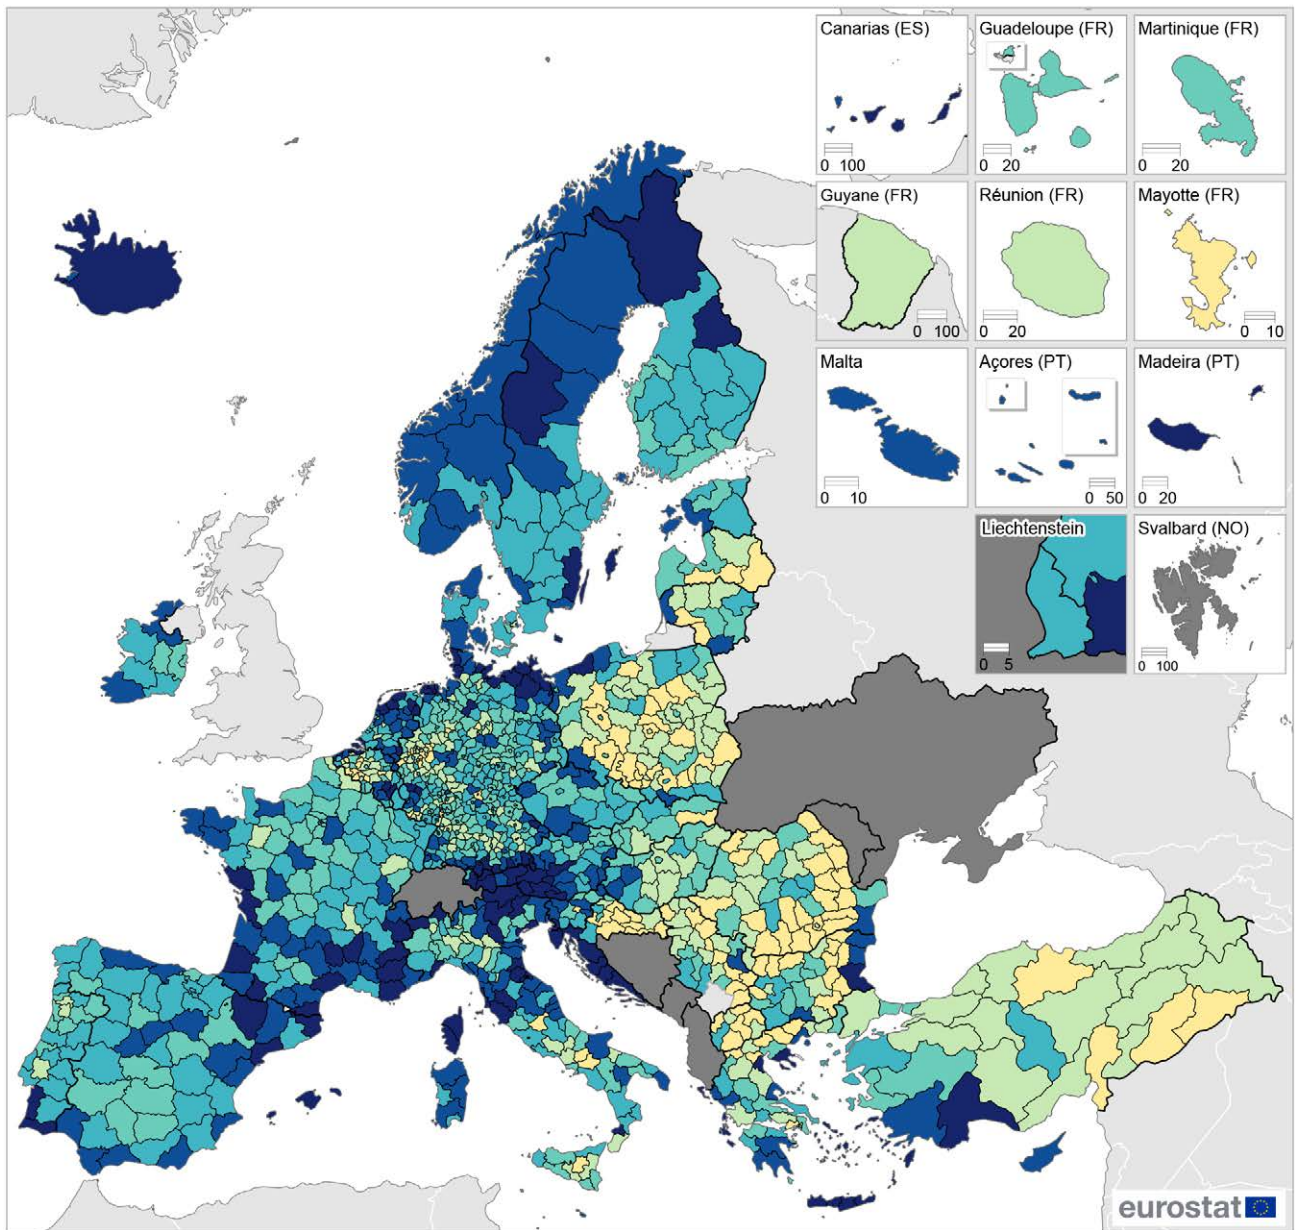 Canarias (ES)
0 100
Guadeloupe (FR)
0 20
Martinique (FR)
0 20
Guyane (FR)
0 100
Réunion (FR)
0 20
Mayotte (FR)
0 10
Malta
0 10
Açores (PT)
0 50
Madeira (PT)
0 20
Liechtenstein
0 5
Svalbard (NO)
0 100
eurostat